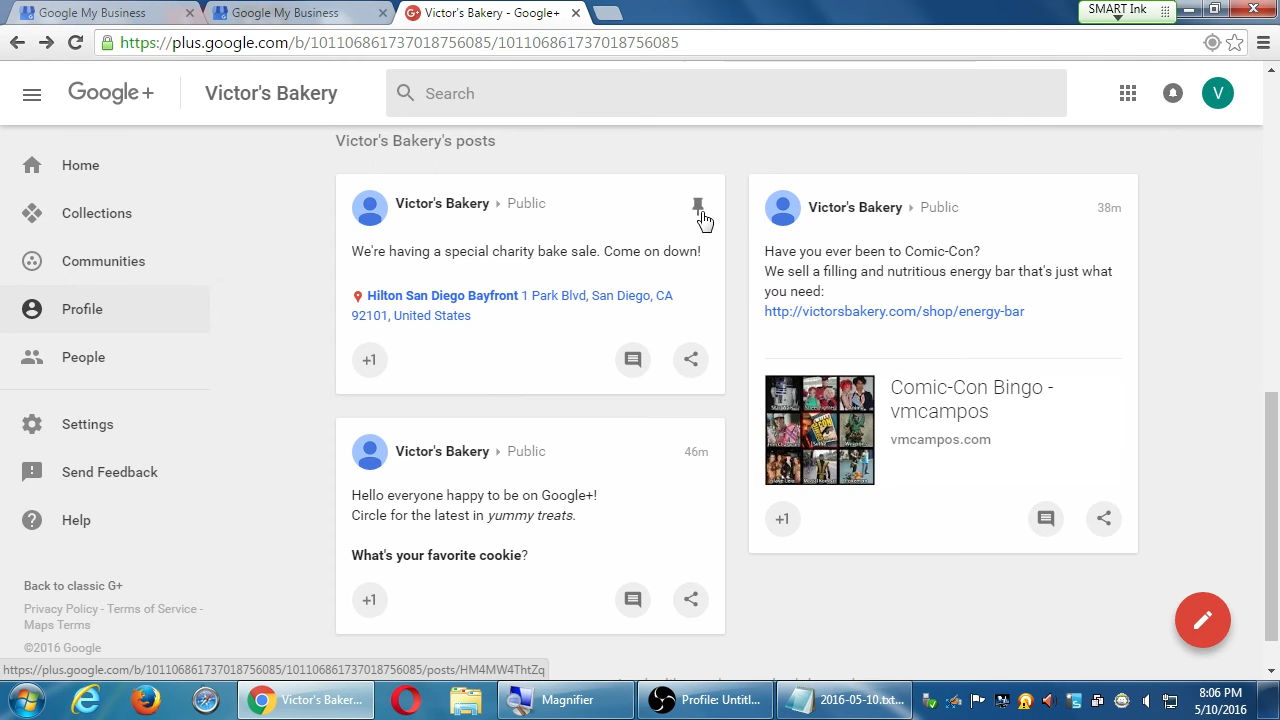 Google My Business
Google My Business
Victor's Bakery - Google+
SMART Ink
https://plus.google.com/b/101106861737018756085/101106861737018756085
Google+
Victor's Bakery
Search
V
Home
Collections
Communities
Profile
People
Settings
Send Feedback
Help
Back to classic G+
Privacy Policy - Terms of Service -
Maps Terms
©2016 Google
Victor's Bakery's posts
Victor's Bakery Public
We're having a special charity bake sale. Come on down!
Hilton San Diego Bayfront 1 Park Blvd, San Diego, CA
92101, United States
+1
Victor's Bakery Public 46m
Hello everyone happy to be on Google+!
Circle for the latest in yummy treats.
What's your favorite cookie?
+1
Victor's Bakery Public 38m
Have you ever been to Comic-Con?
We sell a filling and nutritious energy bar that's just what
you need:
http://victorsbakery.com/shop/energy-bar
Comic-Con Bingo -
vmcampos
vmcampos.com
+1
https://plus.google.com/b/101106861737018756085/101106861737018756085/posts/HM4MW4ThtZq
Victor's Baker...
Magnifier
Profile: Untitl...
2016-05-10.txt...
8:06 PM
5/10/2016